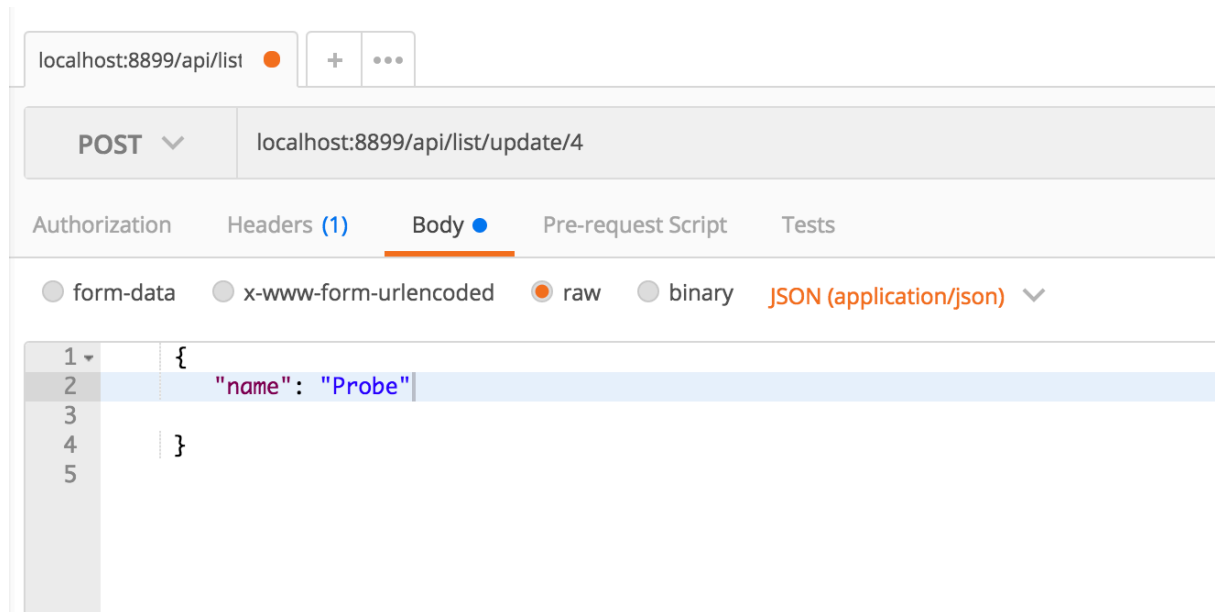 localhost:8899/api/list
+ •••
POST localhost:8899/api/list/update/4
Authorization Headers (1) Body Pre-request Script Tests
form-data x-www-form-urlencoded raw binary JSON (application/json)
1 {
2 "name": "Probe"
3
4 }
5